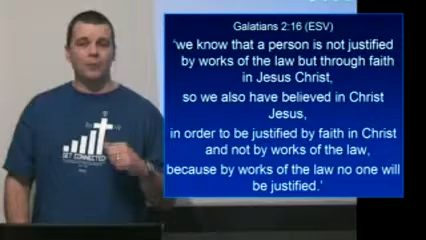 Galatians 2:16 (ESV)
‘we know that a person is not justified
by works of the law but through faith
in Jesus Christ,
so we also have believed in Christ
Jesus,
in order to be justified by faith in Christ
and not by works of the law,
because by works of the law no one will
be justified.’
GET CONNECTED